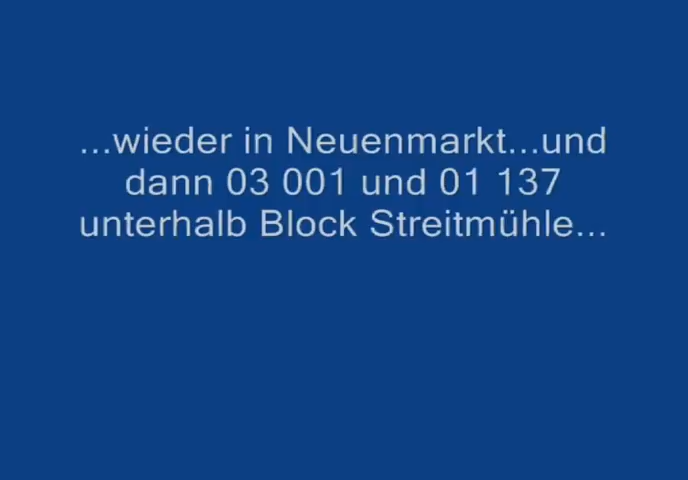 ...wieder in Neuenmarkt...und
dann 03 001 und 01 137
unterhalb Block Streitmühle...